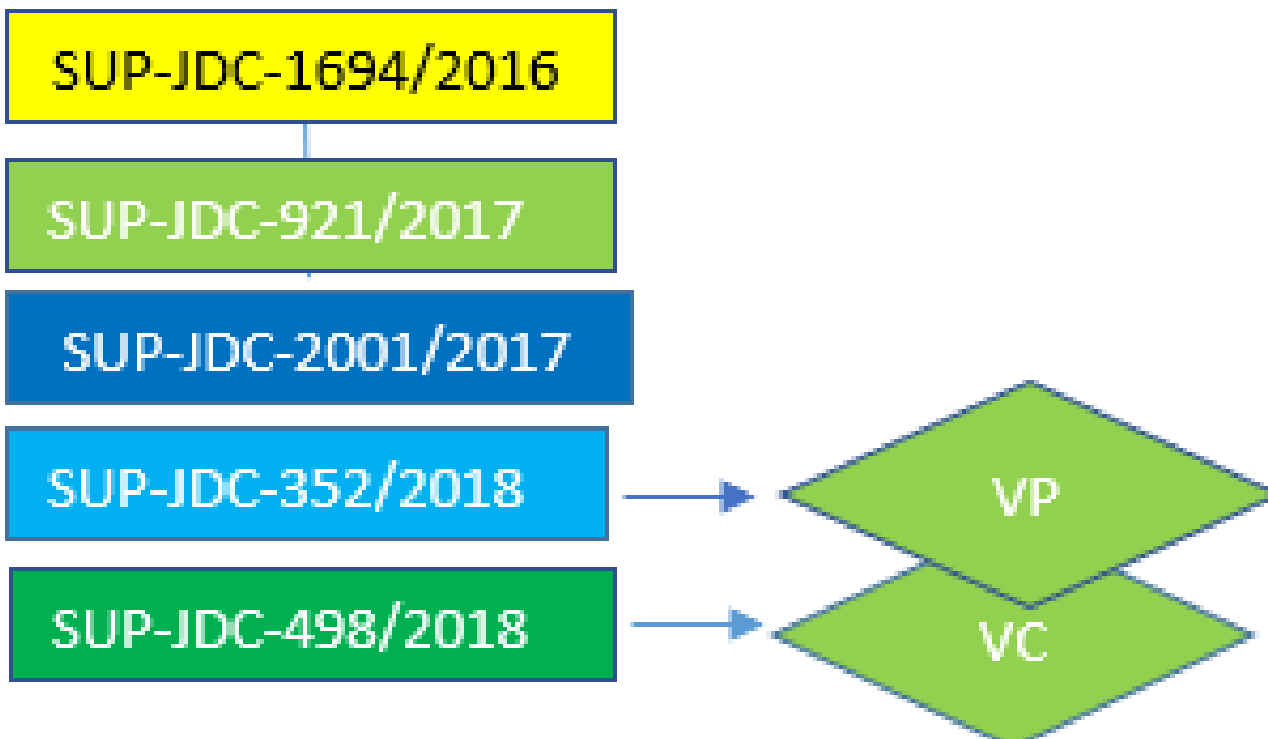 SUP-JDC-1694/2016
SUP-JDC-921/2017
SUP-JDC-2001/2017
SUP-JDC-352/2018
VP
SUP-JDC-498/2018
VC